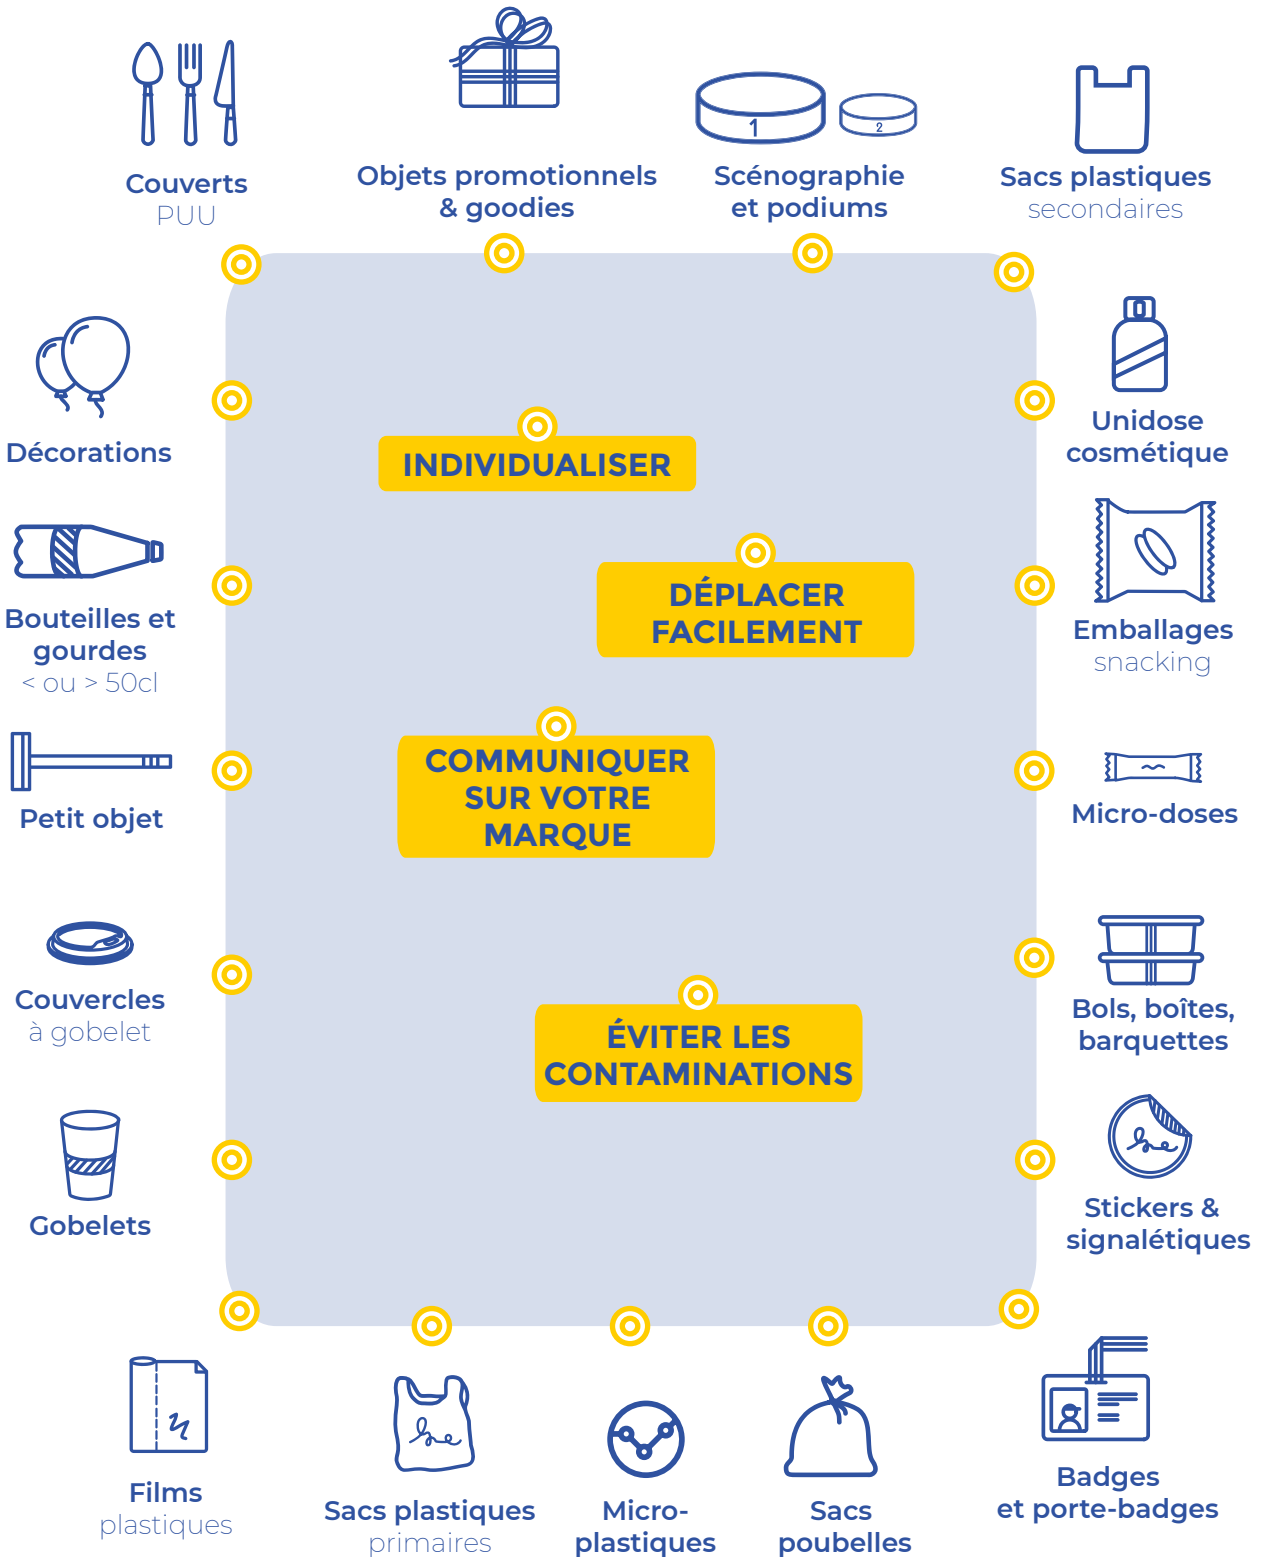 Couverts
PUU
Objets promotionnels
& goodies
1
2
Scénographie
et podiums
Sacs plastiques
secondaires
Décorations
Unidose
cosmétique
INDIVIDUALISER
Bouteilles et
gourdes
< ou > 50cl
DÉPLACER
FACILEMENT
Emballages
snacking
Petit objet
COMMUNIQUER
SUR VOTRE
MARQUE
Micro-doses
Couvercles
à gobelet
ÉVITER LES
CONTAMINATIONS
Bols, boîtes,
barquettes
Gobelets
Stickers &
signalétiques
Films
plastiques
Sacs plastiques
primaires
Micro-
plastiques
Sacs
poubelles
Badges
et porte-badges